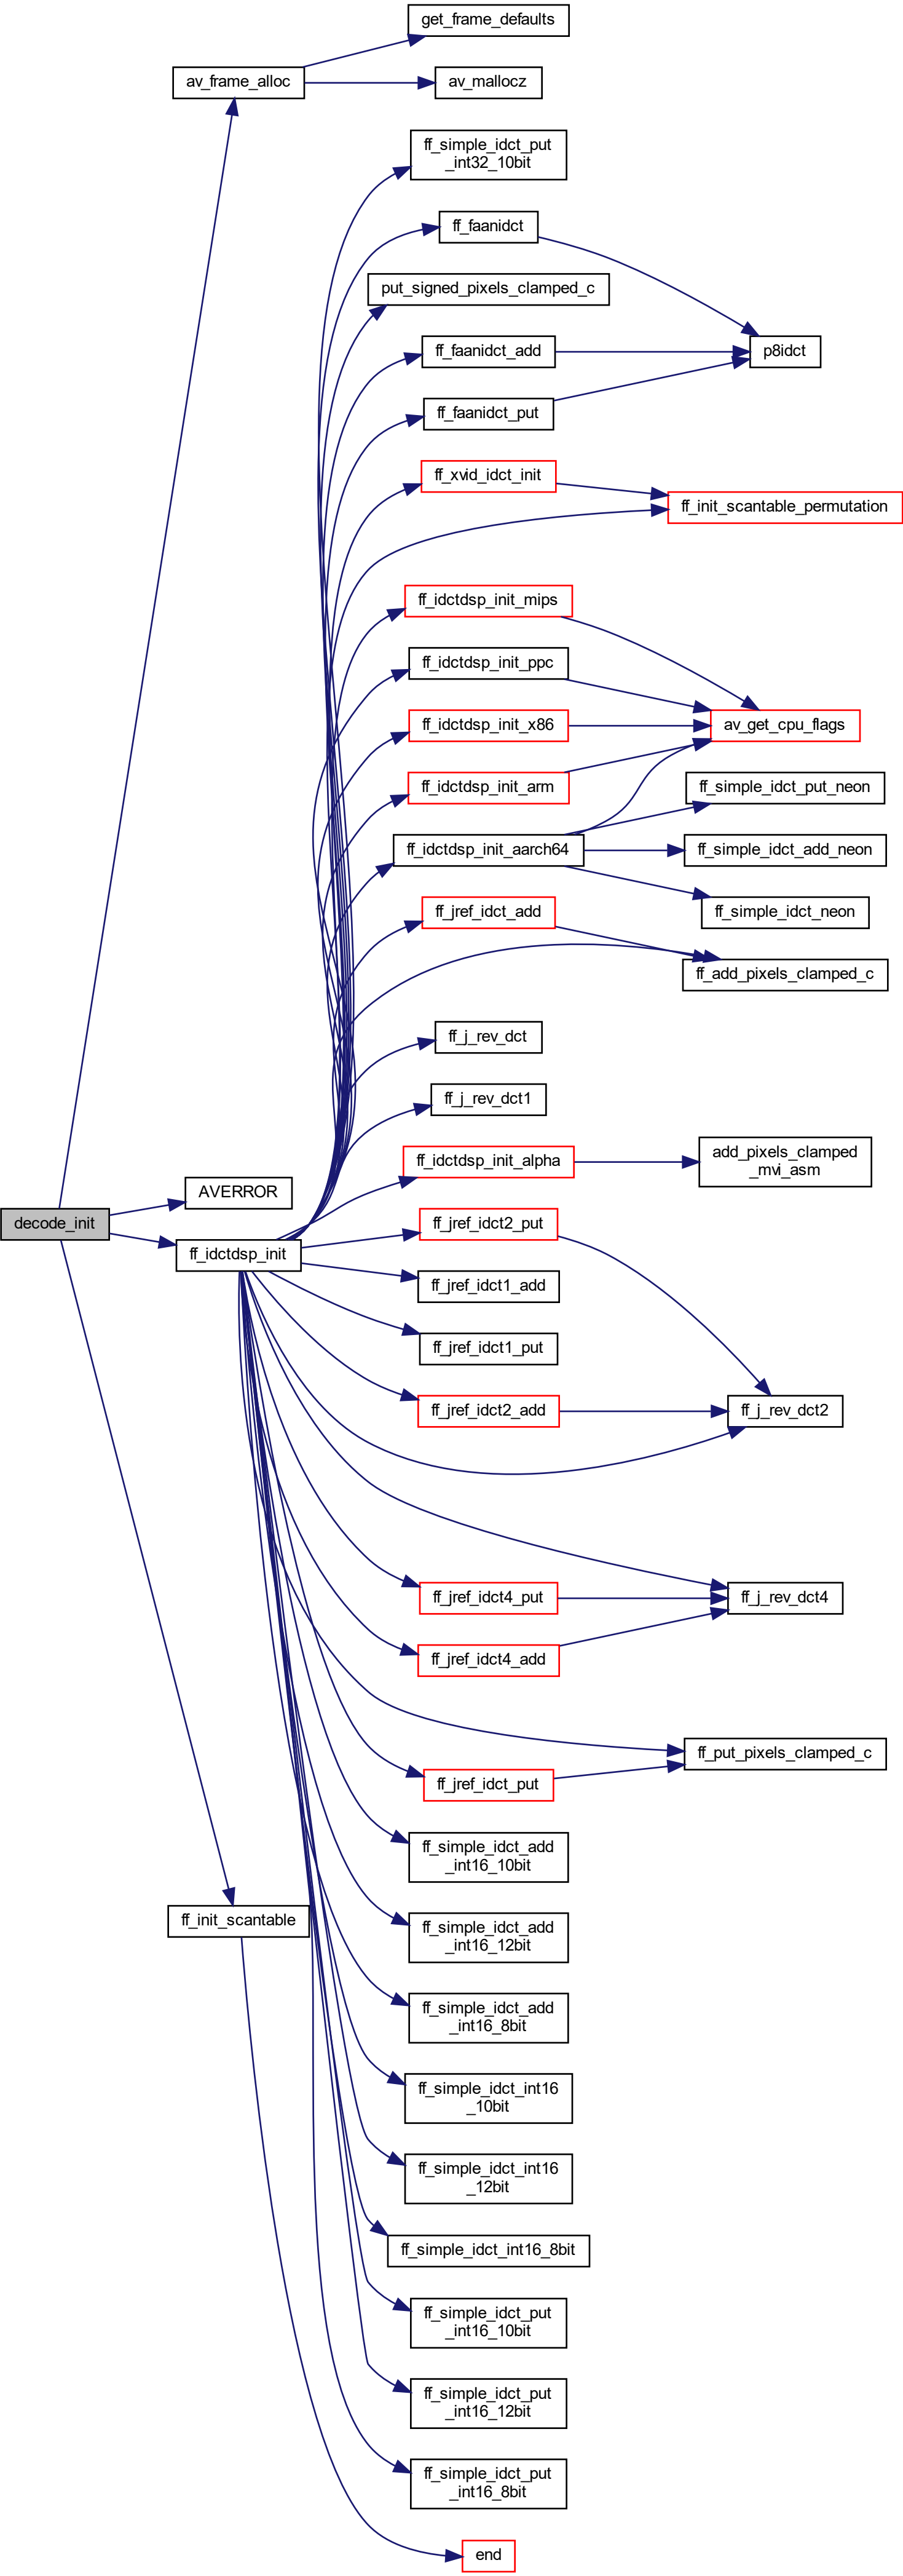 get_frame_defaults
av_frame_alloc
av_mallocz
ff_simple_idct_put
_int32_10bit
ff_faanidct
put_signed_pixels_clamped_c
ff_faanidct_add
p8idct
ff_faanidct_put
ff_xvid_idct_init
ff_init_scantable_permutation
ff_idctdsp_init_mips
ff_idctdsp_init_ppc
ff_idctdsp_init_x86
av_get_cpu_flags
ff_idctdsp_init_arm
ff_simple_idct_put_neon
ff_idctdsp_init_aarch64
ff_simple_idct_add_neon
ff_simple_idct_neon
ff_jref_idct_add
ff_add_pixels_clamped_c
ff_j_rev_dct
ff_j_rev_dct1
ff_idctdsp_init_alpha
add_pixels_clamped
_mvi_asm
AVERROR
decode_init
ff_jref_idct2_put
ff_idctdsp_init
ff_jref_idct1_add
ff_jref_idct1_put
ff_jref_idct2_add
ff_j_rev_dct2
ff_jref_idct4_put
ff_j_rev_dct4
ff_jref_idct4_add
ff_put_pixels_clamped_c
ff_jref_idct_put
ff_simple_idct_add
_int16_10bit
ff_init_scantable
ff_simple_idct_add
_int16_12bit
ff_simple_idct_add
_int16_8bit
ff_simple_idct_int16
_10bit
ff_simple_idct_int16
_12bit
ff_simple_idct_int16_8bit
ff_simple_idct_put
_int16_10bit
ff_simple_idct_put
_int16_12bit
ff_simple_idct_put
_int16_8bit
end